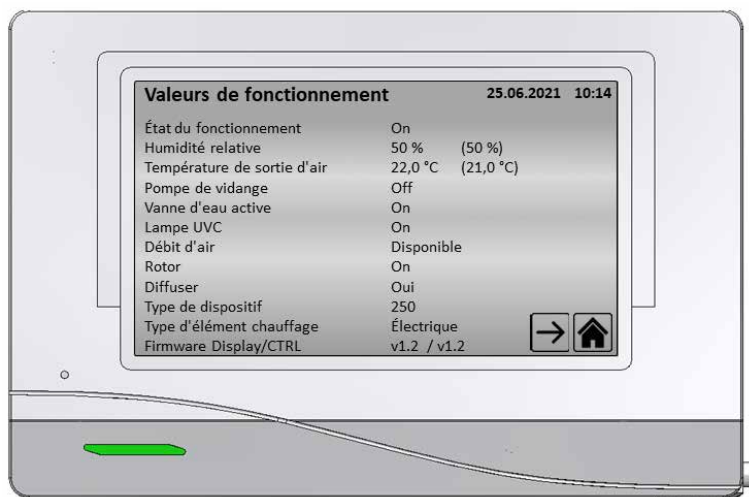 Valeurs de fonctionnement 25.06.2021 10:14
État du fonctionnement On
Humidité relative 50 % (50 %)
Température de sortie d'air 22,0 °C (21,0 °C)
Pompe de vidange Off
Vanne d'eau active On
Lampe UVC On
Débit d'air Disponible
Rotor On
Diffuser Oui
Type de dispositif 250
Type d'élément chauffage Électrique
Firmware Display/CTRL v1.2 / v1.2